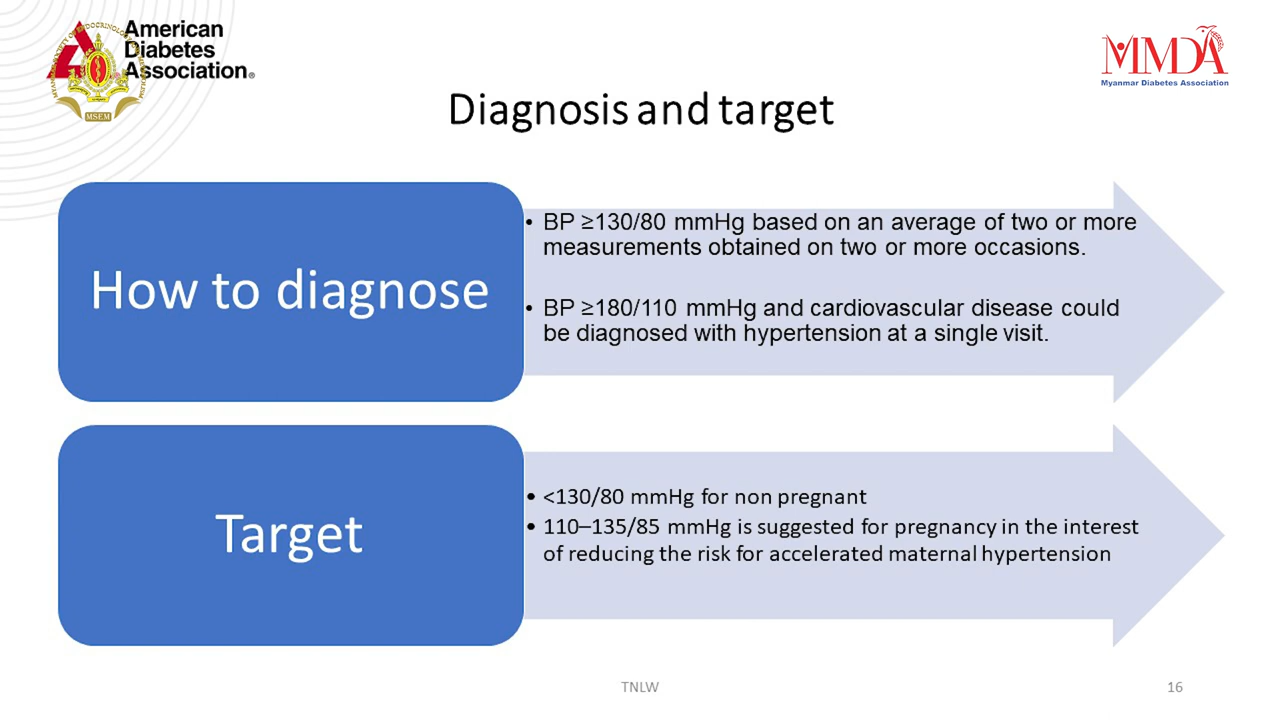 American
Diabetes
Association®
MSEM
MMDA
Myanmar Diabetes Association
Diagnosis and target
How to diagnose
• BP ≥130/80 mmHg based on an average of two or more
measurements obtained on two or more occasions.
• BP ≥180/110 mmHg and cardiovascular disease could
be diagnosed with hypertension at a single visit.
Target
• <130/80 mmHg for non pregnant
• 110–135/85 mmHg is suggested for pregnancy in the interest
of reducing the risk for accelerated maternal hypertension
TNLW
16